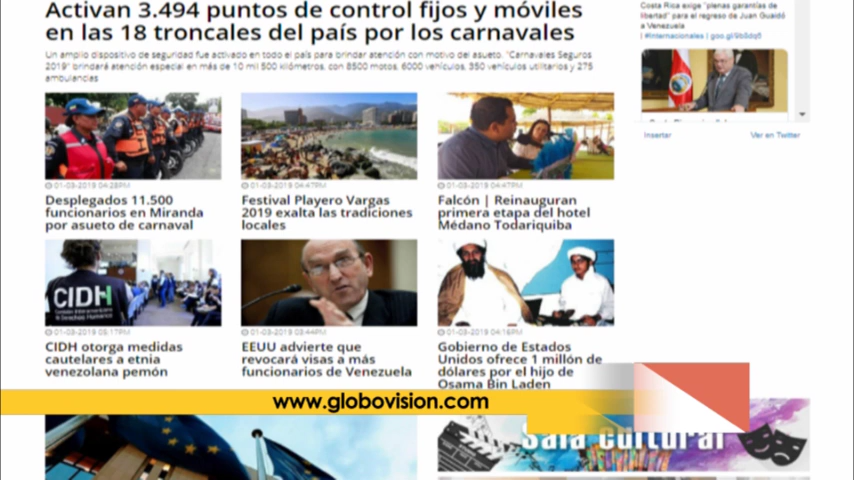 Activan 3.494 puntos de control fijos y móviles
en las 18 troncales del país por los carnavales
Un amplio dispositivo de seguridad fue activado en todo el país para brindar atención con motivo del asueto. "Carnavales Seguros
2019" brindará atención especial en más de 10 mil 500 kilómetros, con 8500 motos, 6000 vehículos, 350 vehículos utilitarios y 275
ambulancias
Costa Rica exige "plenas garantías de
libertad" para el regreso de Juan Guaidó
a Venezuela
| #Internacionales | goo.gl/
Insertar
Ver en Twitter
01-03-2019 04:28PM
Desplegados 11.500
funcionarios en Miranda
por asueto de carnaval
01-03-2019 04:47PM
Festival Playero Vargas
2019 exalta las tradiciones
locales
01-03-2019 04:47PM
Falcón | Reinauguran
primera etapa del hotel
Médano Todariquiba
CIDH
01-03-2019 05:17PM
CIDH otorga medidas
cautelares a etnia
venezolana pemón
01-03-2019 03:44PM
EEUU advierte que
revocará visas a más
funcionarios de Venezuela
01-03-2019 04:16PM
Gobierno de Estados
Unidos ofrece 1 millón de
dólares por el hijo de
Osama Bin Laden
www.globovision.com
Sala Cultural